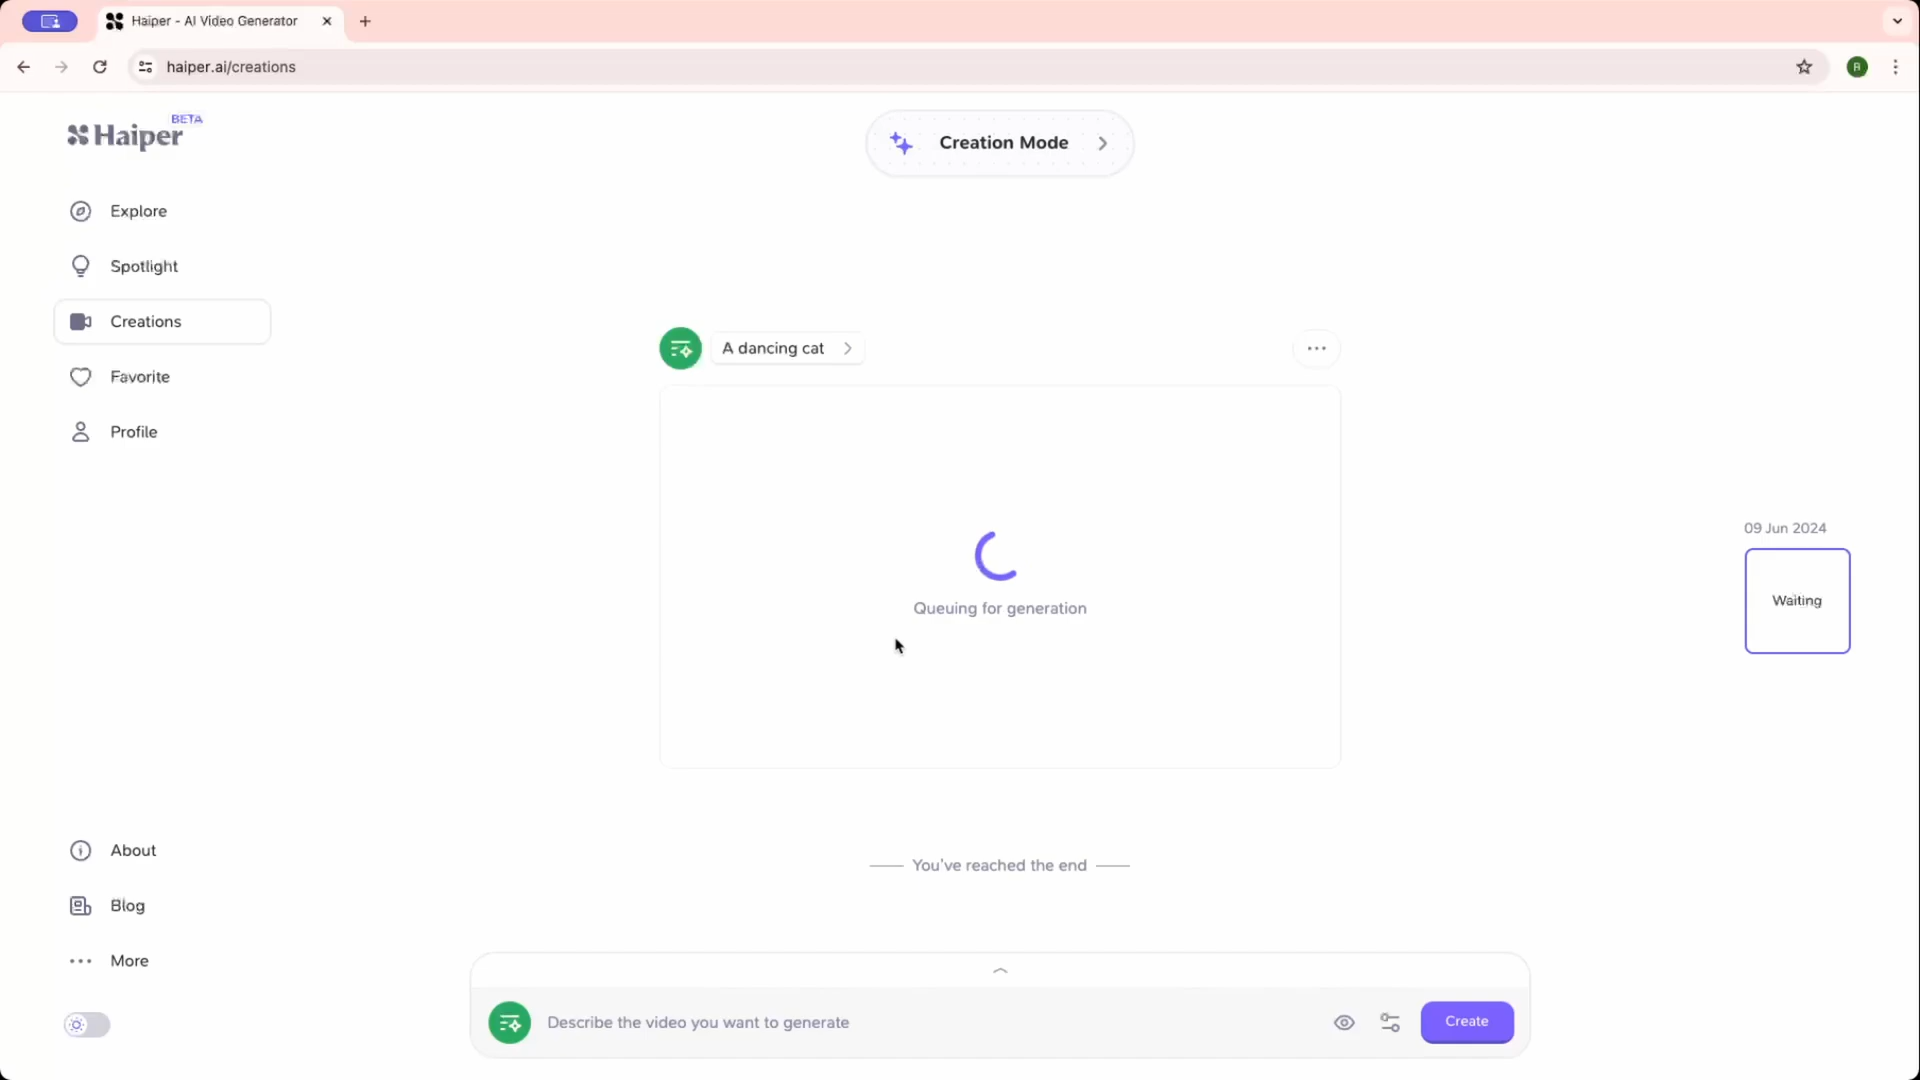 Haiper - AI Video Generator
haiper.ai/creations
R
Haiper
BETA
Creation Mode
Explore
Spotlight
Creations
Favorite
Profile
A dancing cat
Queuing for generation
09 Jun 2024
Waiting
You've reached the end
About
Blog
More
Describe the video you want to generate
Create